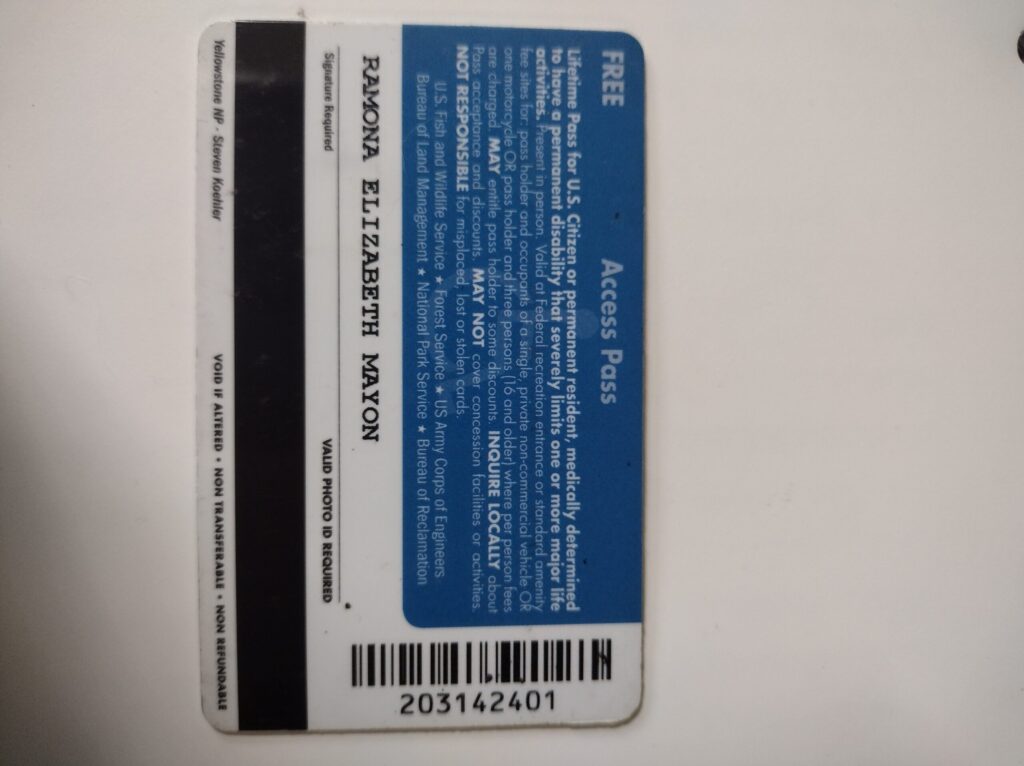 FREE Access Pass
Lifetime Pass for U.S. Citizen or permanent resident, medically determined
to have a permanent disability that severely limits one or more major life
activities. Present in person. Valid at Federal recreation entrance or standard amenity
fee sites for: pass holder and occupants of a single, private non-commercial vehicle OR
one motorcycle OR pass holder and three persons (16 and older) where per person fees
are charged. MAY entitle pass holder to some discounts. INQUIRE LOCALLY about
Pass acceptance and discounts. MAY NOT cover concession facilities or activities.
NOT RESPONSIBLE for misplaced, lost or stolen cards.
U.S. Fish and Wildlife Service ★ Forest Service ★ US Army Corps of Engineers
Bureau of Land Management ★ National Park Service ★ Bureau of Reclamation
RAMONA ELIZABETH MAYON
Signature Required VALID PHOTO ID REQUIRED
Yellowstone NP - Steven Koehler VOID IF ALTERED • NON TRANSFERABLE • NON REFUNDABLE
203142401